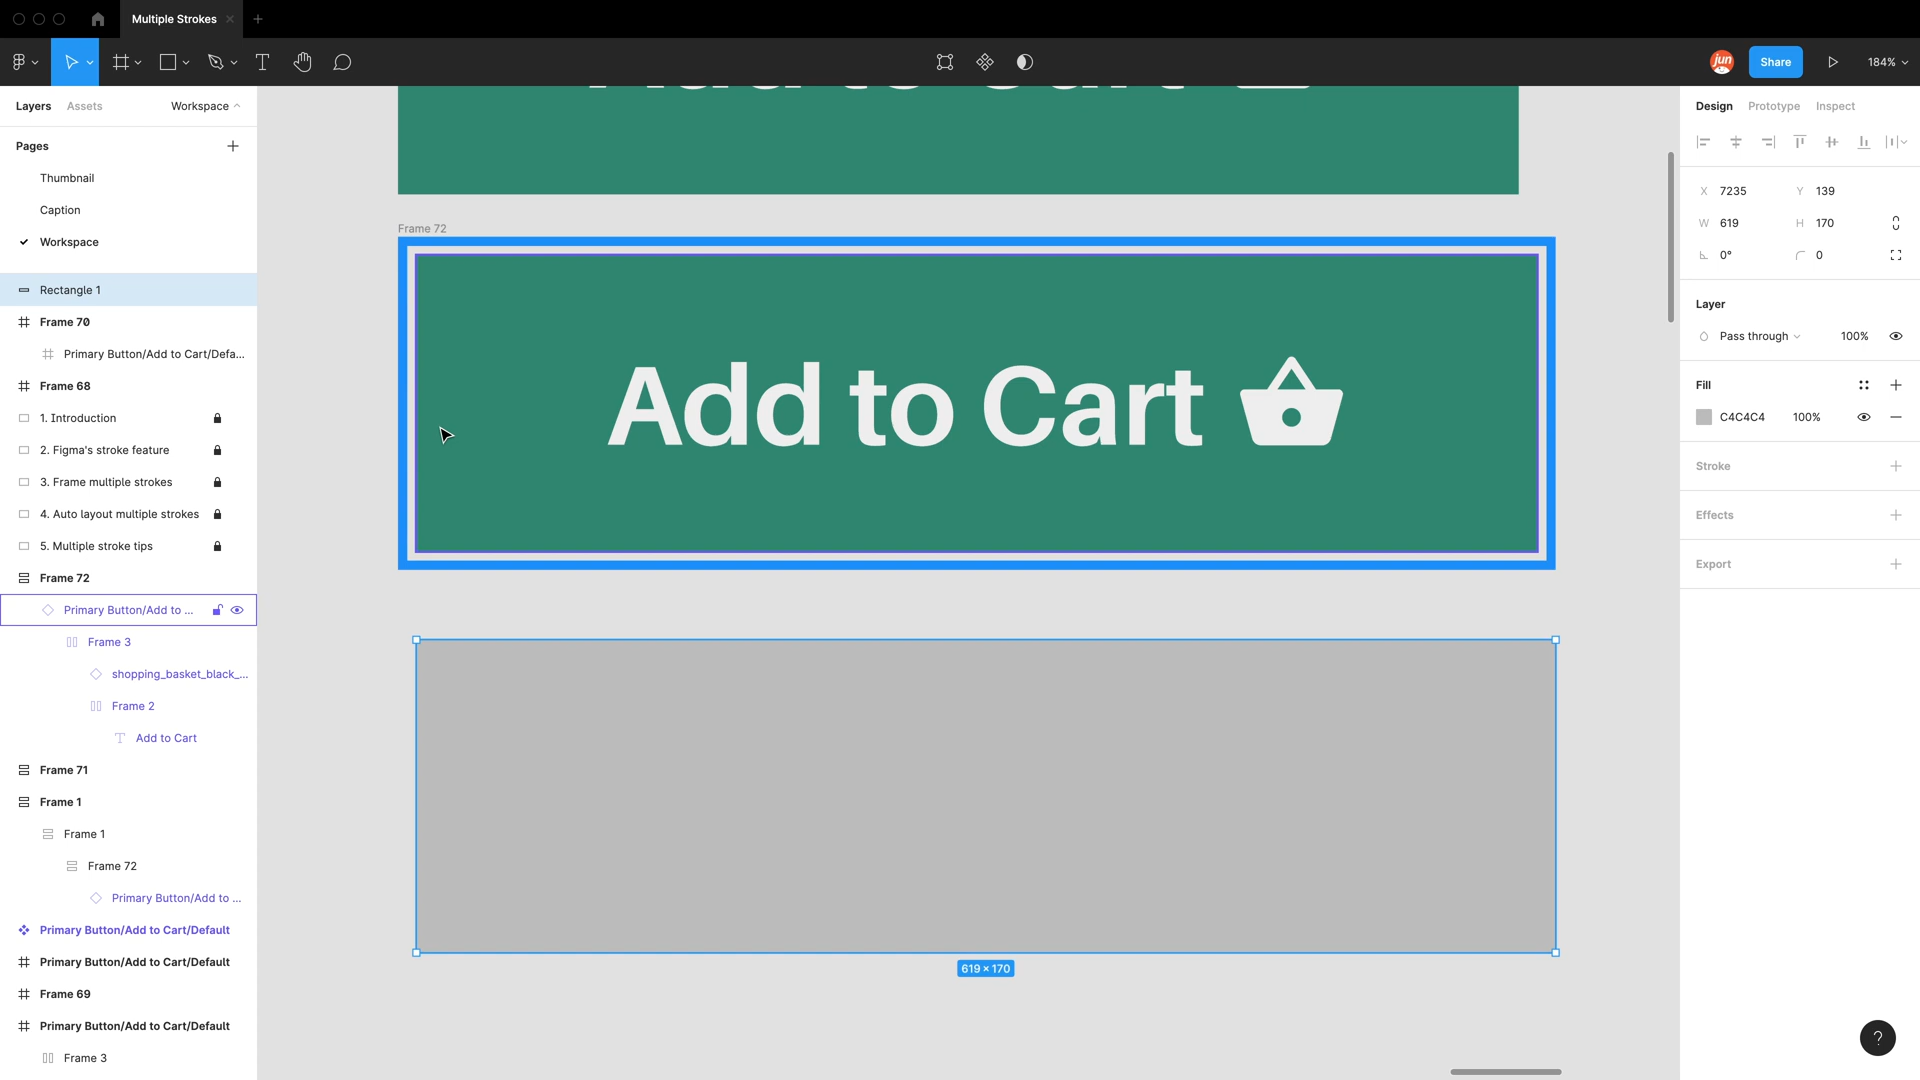 Multiple Strokes
jun
Share
184%
Layers
Assets
Workspace
Design
Prototype
Inspect
Pages
Thumbnail
Caption
Workspace
Rectangle 1
Frame 70
Primary Button/Add to Cart/Defa...
Frame 68
1. Introduction
2. Figma's stroke feature
3. Frame multiple strokes
4. Auto layout multiple strokes
5. Multiple stroke tips
Frame 72
Primary Button/Add to ...
Frame 3
shopping_basket_black_...
Frame 2
Add to Cart
Frame 71
Frame 1
Frame 1
Frame 72
Primary Button/Add to ...
Primary Button/Add to Cart/Default
Primary Button/Add to Cart/Default
Frame 69
Primary Button/Add to Cart/Default
Frame 3
Frame 72
Add to Cart
619 × 170
X 7235 Y 139
W 619 H 170
0° 0
Layer
Pass through 100%
Fill
C4C4C4 100%
Stroke
Effects
Export
?